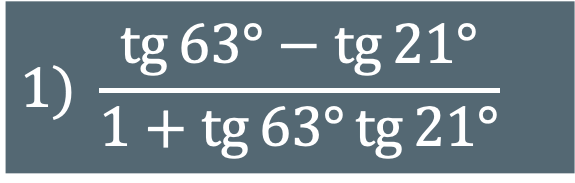 1) tg 63° − tg 21°
1 + tg 63° tg 21°